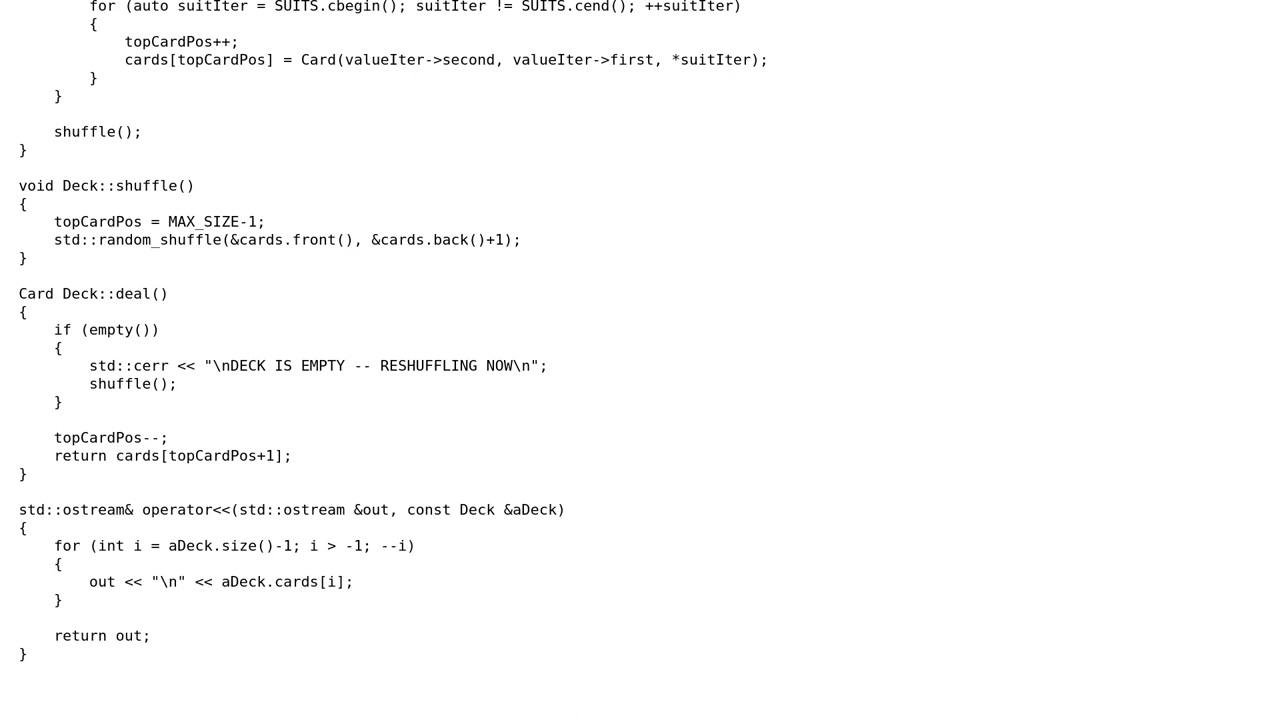 for (auto suitIter = SUITS.cbegin(); suitIter != SUITS.cend(); ++suitIter)
{
topCardPos++;
cards[topCardPos] = Card(valueIter->second, valueIter->first, *suitIter);
}
}
shuffle();
}
void Deck::shuffle()
{
topCardPos = MAX_SIZE-1;
std::random_shuffle(&cards.front(), &cards.back()+1);
}
Card Deck::deal()
{
if (empty())
{
std::cerr << "\nDECK IS EMPTY -- RESHUFFLING NOW\n";
shuffle();
}
topCardPos--;
return cards[topCardPos+1];
}
std::ostream& operator<<(std::ostream &out, const Deck &aDeck)
{
for (int i = aDeck.size()-1; i > -1; --i)
{
out << "\n" << aDeck.cards[i];
}
return out;
}